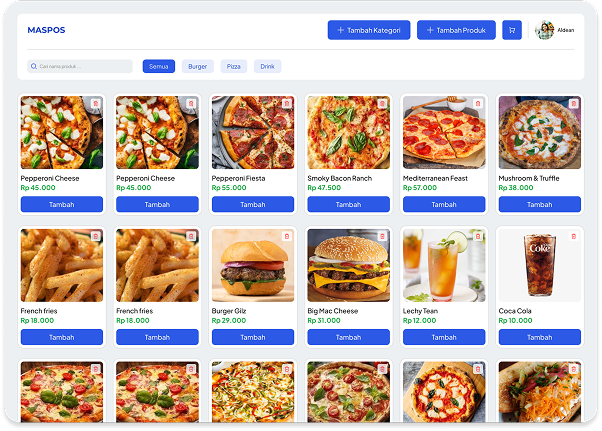 MASPOS
Tambah Kategori
Tambah Produk
Aldean
Cari nama produk ...
Semua
Burger
Pizza
Drink
Pepperoni Cheese
Rp 45.000
Tambah
Pepperoni Cheese
Rp 45.000
Tambah
Pepperoni Fiesta
Rp 55.000
Tambah
Smoky Bacon Ranch
Rp 47.500
Tambah
Mediterranean Feast
Rp 57.000
Tambah
Mushroom & Truffle
Rp 38.000
Tambah
French fries
Rp 18.000
Tambah
French fries
Rp 18.000
Tambah
Burger Gilz
Rp 29.000
Tambah
Big Mac Cheese
Rp 31.000
Tambah
Lechy Tean
Rp 12.000
Tambah
Coke
Coca Cola
Rp 10.000
Tambah